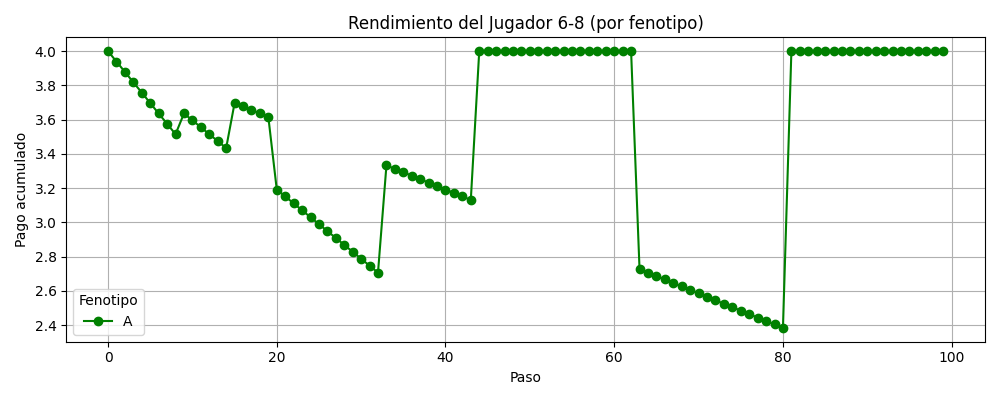 Rendimiento del Jugador 6-8 (por fenotipo)
Pago acumulado
4.0
3.8
3.6
3.4
3.2
3.0
2.8
2.6
2.4
Fenotipo
A
0 20 40 60 80 100
Paso